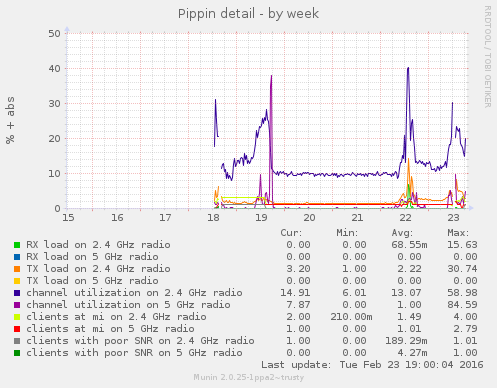 Pippin detail - by week
RRDTOOL / TOBI OETIKER
% + abs
50
40
30
20
10
0
15 16 17 18 19 20 21 22 23
Cur: Min: Avg: Max:
RX load on 2.4 GHz radio 0.00 0.00 68.55m 15.63
RX load on 5 GHz radio 0.00 0.00 0.00 0.00
TX load on 2.4 GHz radio 3.20 1.00 2.22 30.74
TX load on 5 GHz radio 0.00 0.00 0.00 0.00
channel utilization on 2.4 GHz radio 14.91 6.01 13.07 58.98
channel utilization on 5 GHz radio 7.87 0.00 1.00 84.59
clients at mi on 2.4 GHz radio 2.00 210.00m 1.49 4.00
clients at mi on 5 GHz radio 1.00 0.00 1.01 2.79
clients with poor SNR on 2.4 GHz radio 1.00 0.00 189.29m 1.01
clients with poor SNR on 5 GHz radio 0.00 0.00 4.27m 1.00
Last update: Tue Feb 23 19:00:04 2016
Munin 2.0.25-1ppa2~trusty